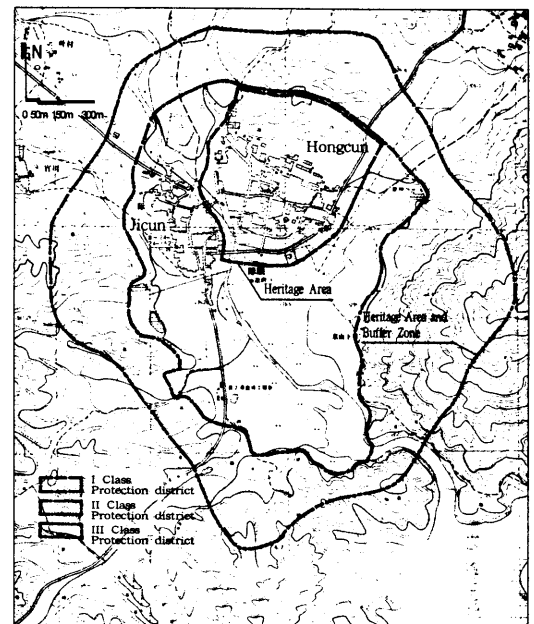 N
0 50m 150m 300m
Hongcun
Jicun
Heritage Area
Heritage Area and
Buffer Zone
I Class
Protection district
II Class
Protection district
III Class
Protection district